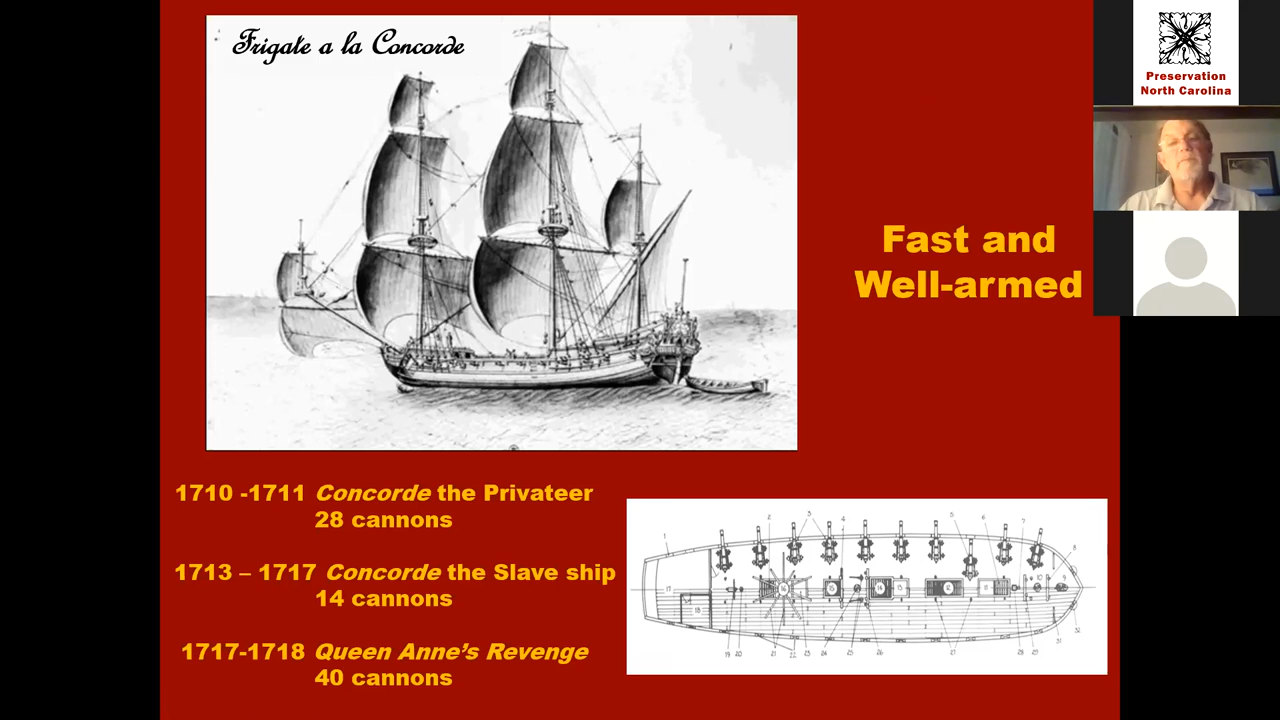 Frigate a la Concorde
Preservation
North Carolina
Fast and
Well-armed
1710 -1711 Concorde the Privateer
28 cannons
1713 – 1717 Concorde the Slave ship
14 cannons
1717-1718 Queen Anne’s Revenge
40 cannons